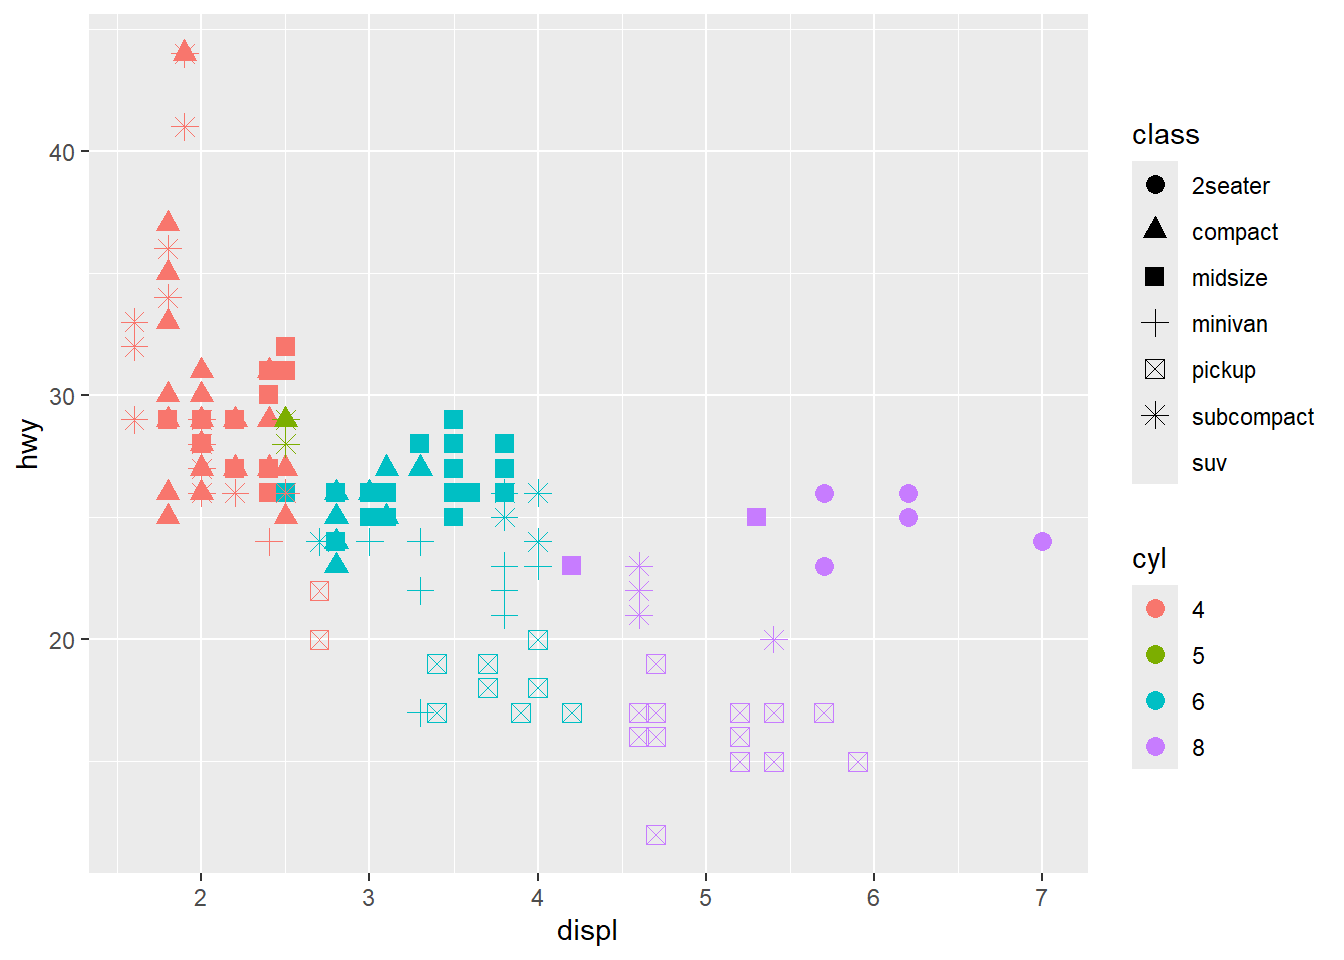 40
30
20
hwy
2 3 4 5 6 7
displ
class
2seater
compact
midsize
minivan
pickup
subcompact
suv
cyl
4
5
6
8